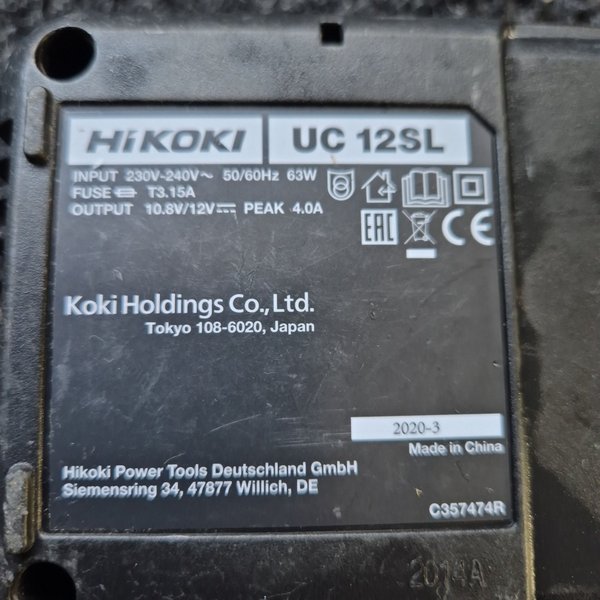 HiKOKI UC 12SL
INPUT 230V-240V~ 50/60Hz 63W
FUSE T3.15A
OUTPUT 10.8V/12V⎓ PEAK 4.0A
EAC CE
Koki Holdings Co., Ltd.
Tokyo 108-6020, Japan
2020-3
Made in China
Hikoki Power Tools Deutschland GmbH
Siemensring 34, 47877 Willich, DE
C357474R
2014A